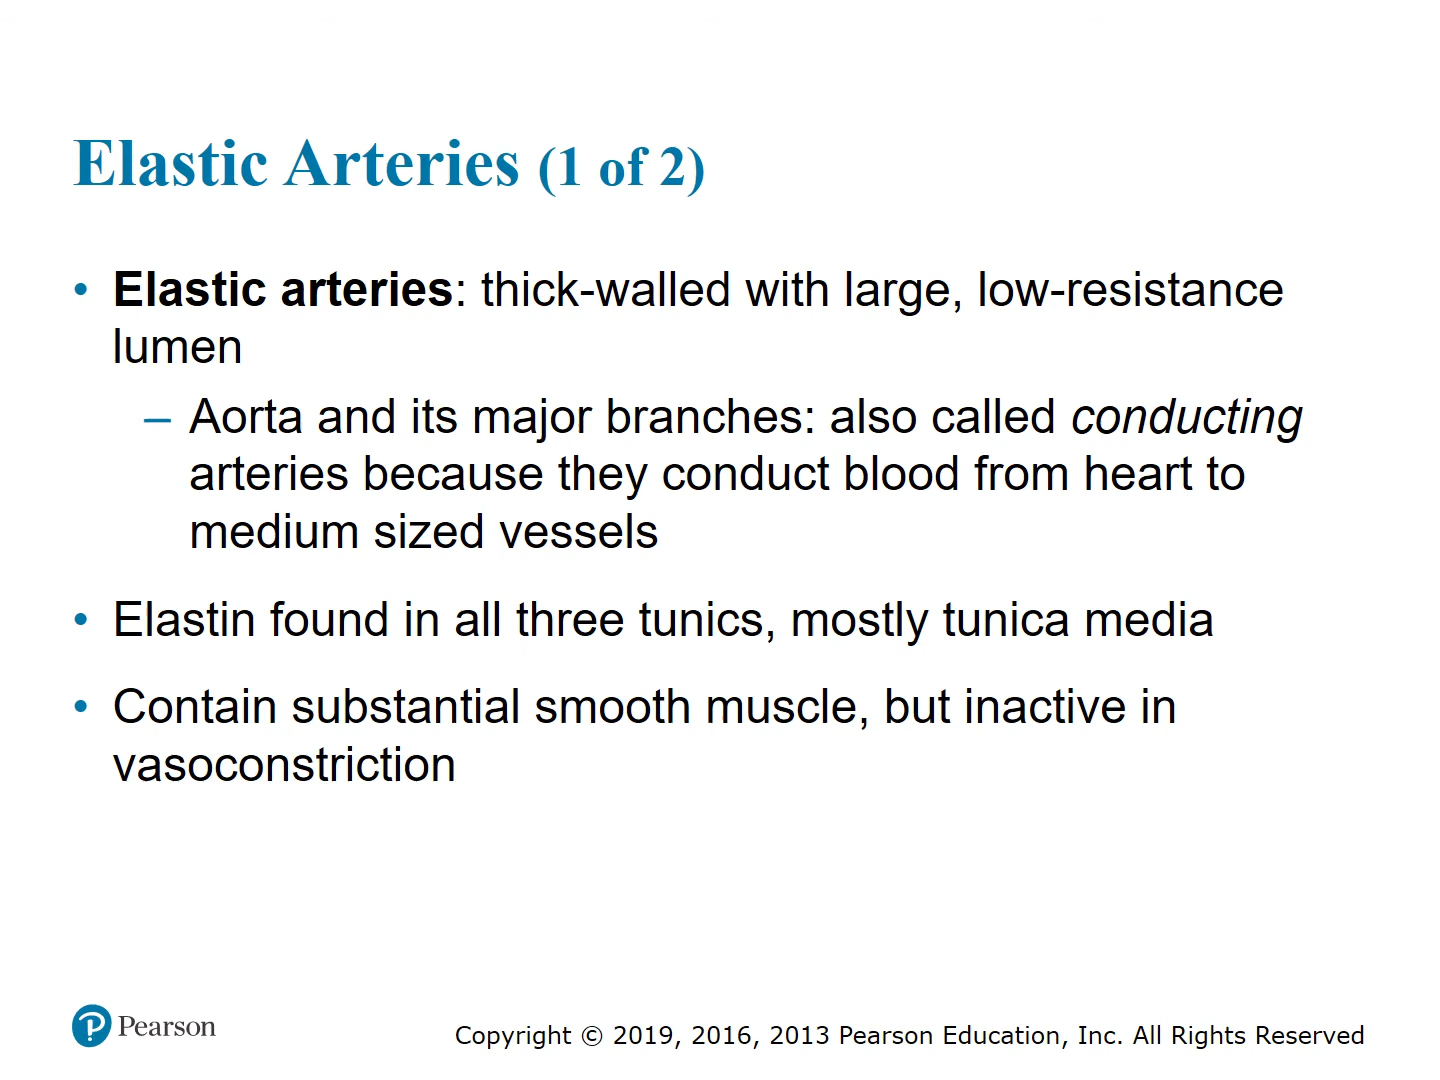 Elastic Arteries (1 of 2)
• Elastic arteries: thick-walled with large, low-resistance
lumen
– Aorta and its major branches: also called conducting
arteries because they conduct blood from heart to
medium sized vessels
• Elastin found in all three tunics, mostly tunica media
• Contain substantial smooth muscle, but inactive in
vasoconstriction
Pearson
Copyright © 2019, 2016, 2013 Pearson Education, Inc. All Rights Reserved